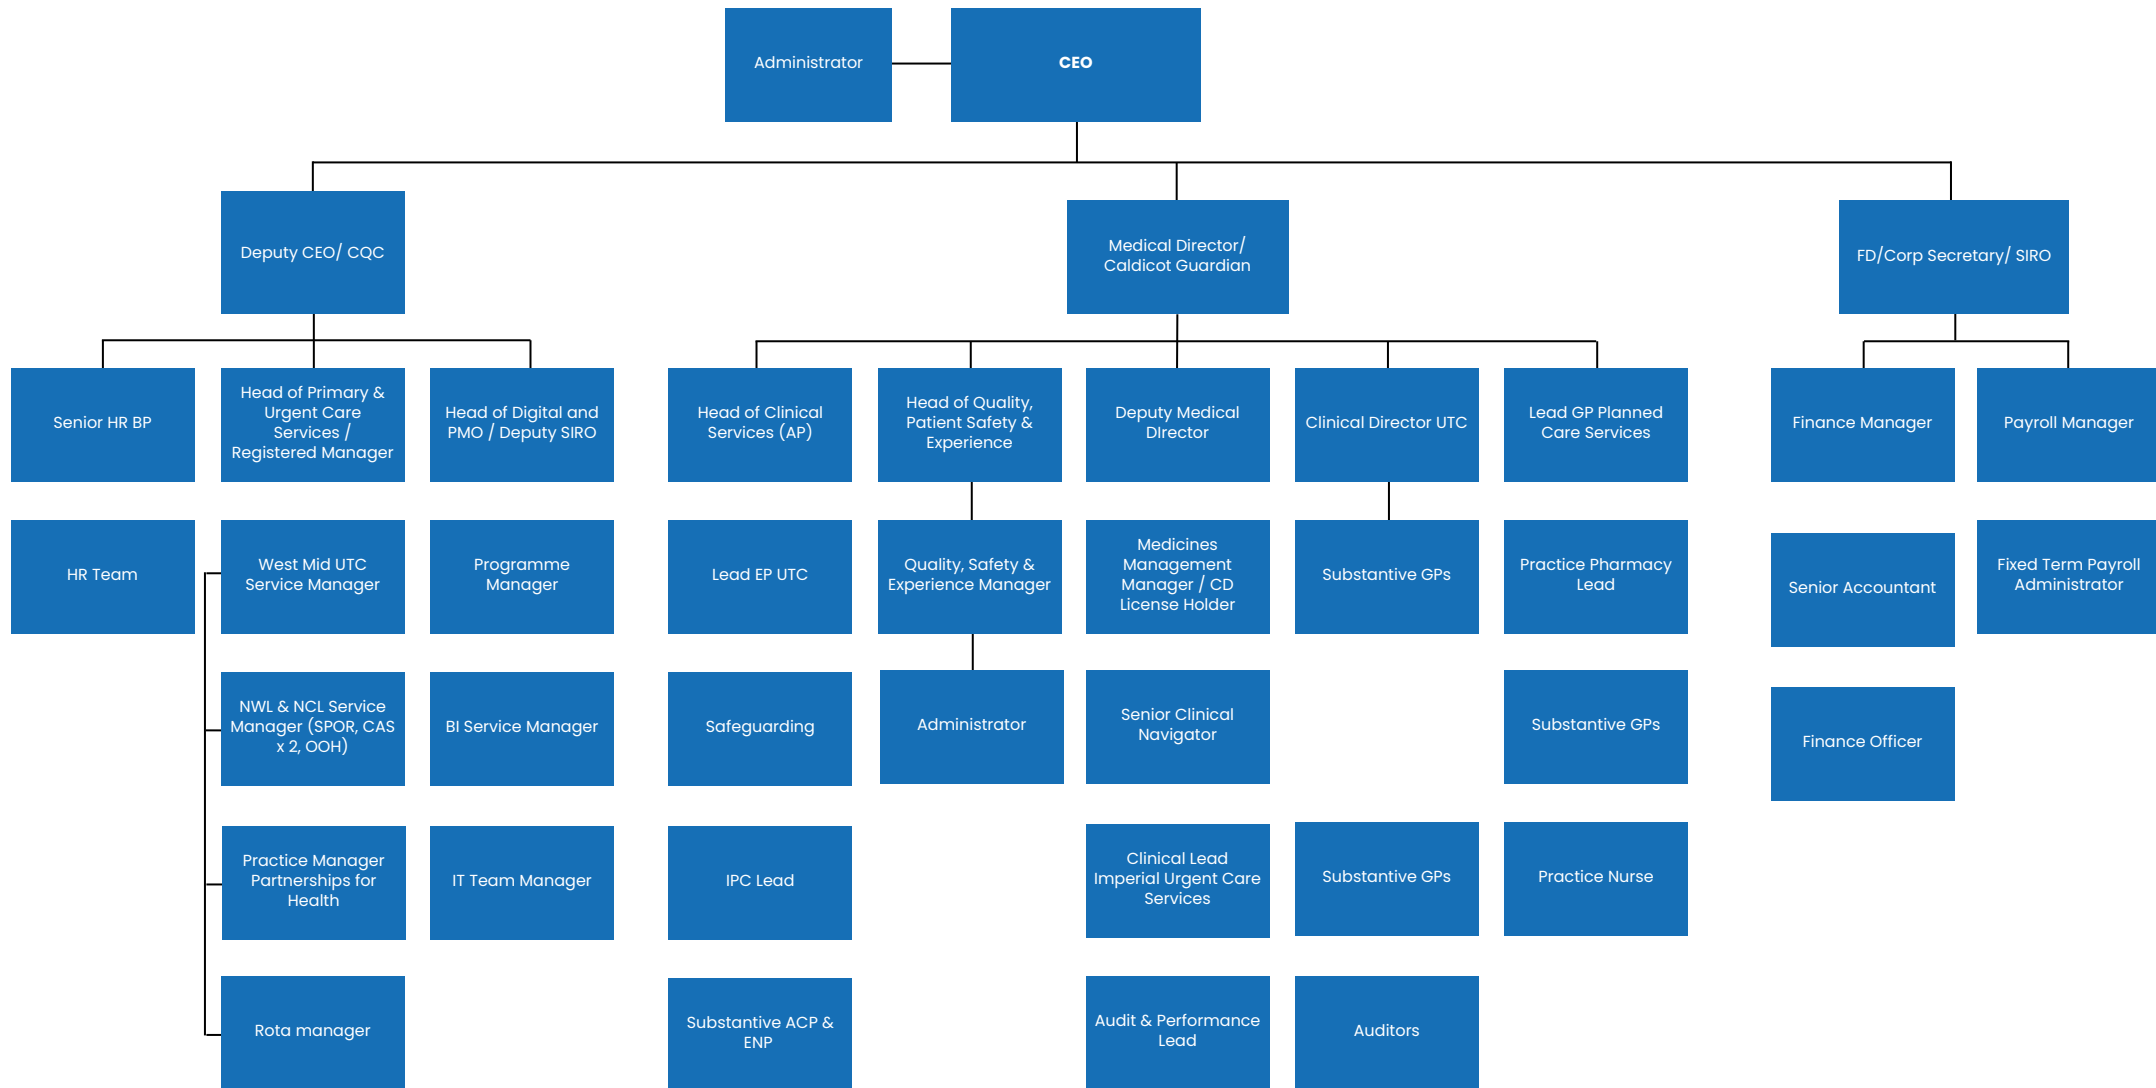 Administrator
CEO
Deputy CEO/ CQC
Medical Director/
Caldicot Guardian
FD/Corp Secretary/ SIRO
Senior HR BP
Head of Primary &
Urgent Care
Services /
Registered Manager
Head of Digital and
PMO / Deputy SIRO
Head of Clinical
Services (AP)
Head of Quality,
Patient Safety &
Experience
Deputy Medical
DIrector
Clinical Director UTC
Lead GP Planned
Care Services
Finance Manager
Payroll Manager
HR Team
West Mid UTC
Service Manager
Programme
Manager
Lead EP UTC
Quality, Safety &
Experience Manager
Medicines
Management
Manager / CD
License Holder
Substantive GPs
Practice Pharmacy
Lead
Senior Accountant
Fixed Term Payroll
Administrator
NWL & NCL Service
Manager (SPOR, CAS
x 2, OOH)
BI Service Manager
Safeguarding
Administrator
Senior Clinical
Navigator
Substantive GPs
Finance Officer
Practice Manager
Partnerships for
Health
IT Team Manager
IPC Lead
Clinical Lead
Imperial Urgent Care
Services
Substantive GPs
Practice Nurse
Rota manager
Substantive ACP &
ENP
Audit & Performance
Lead
Auditors